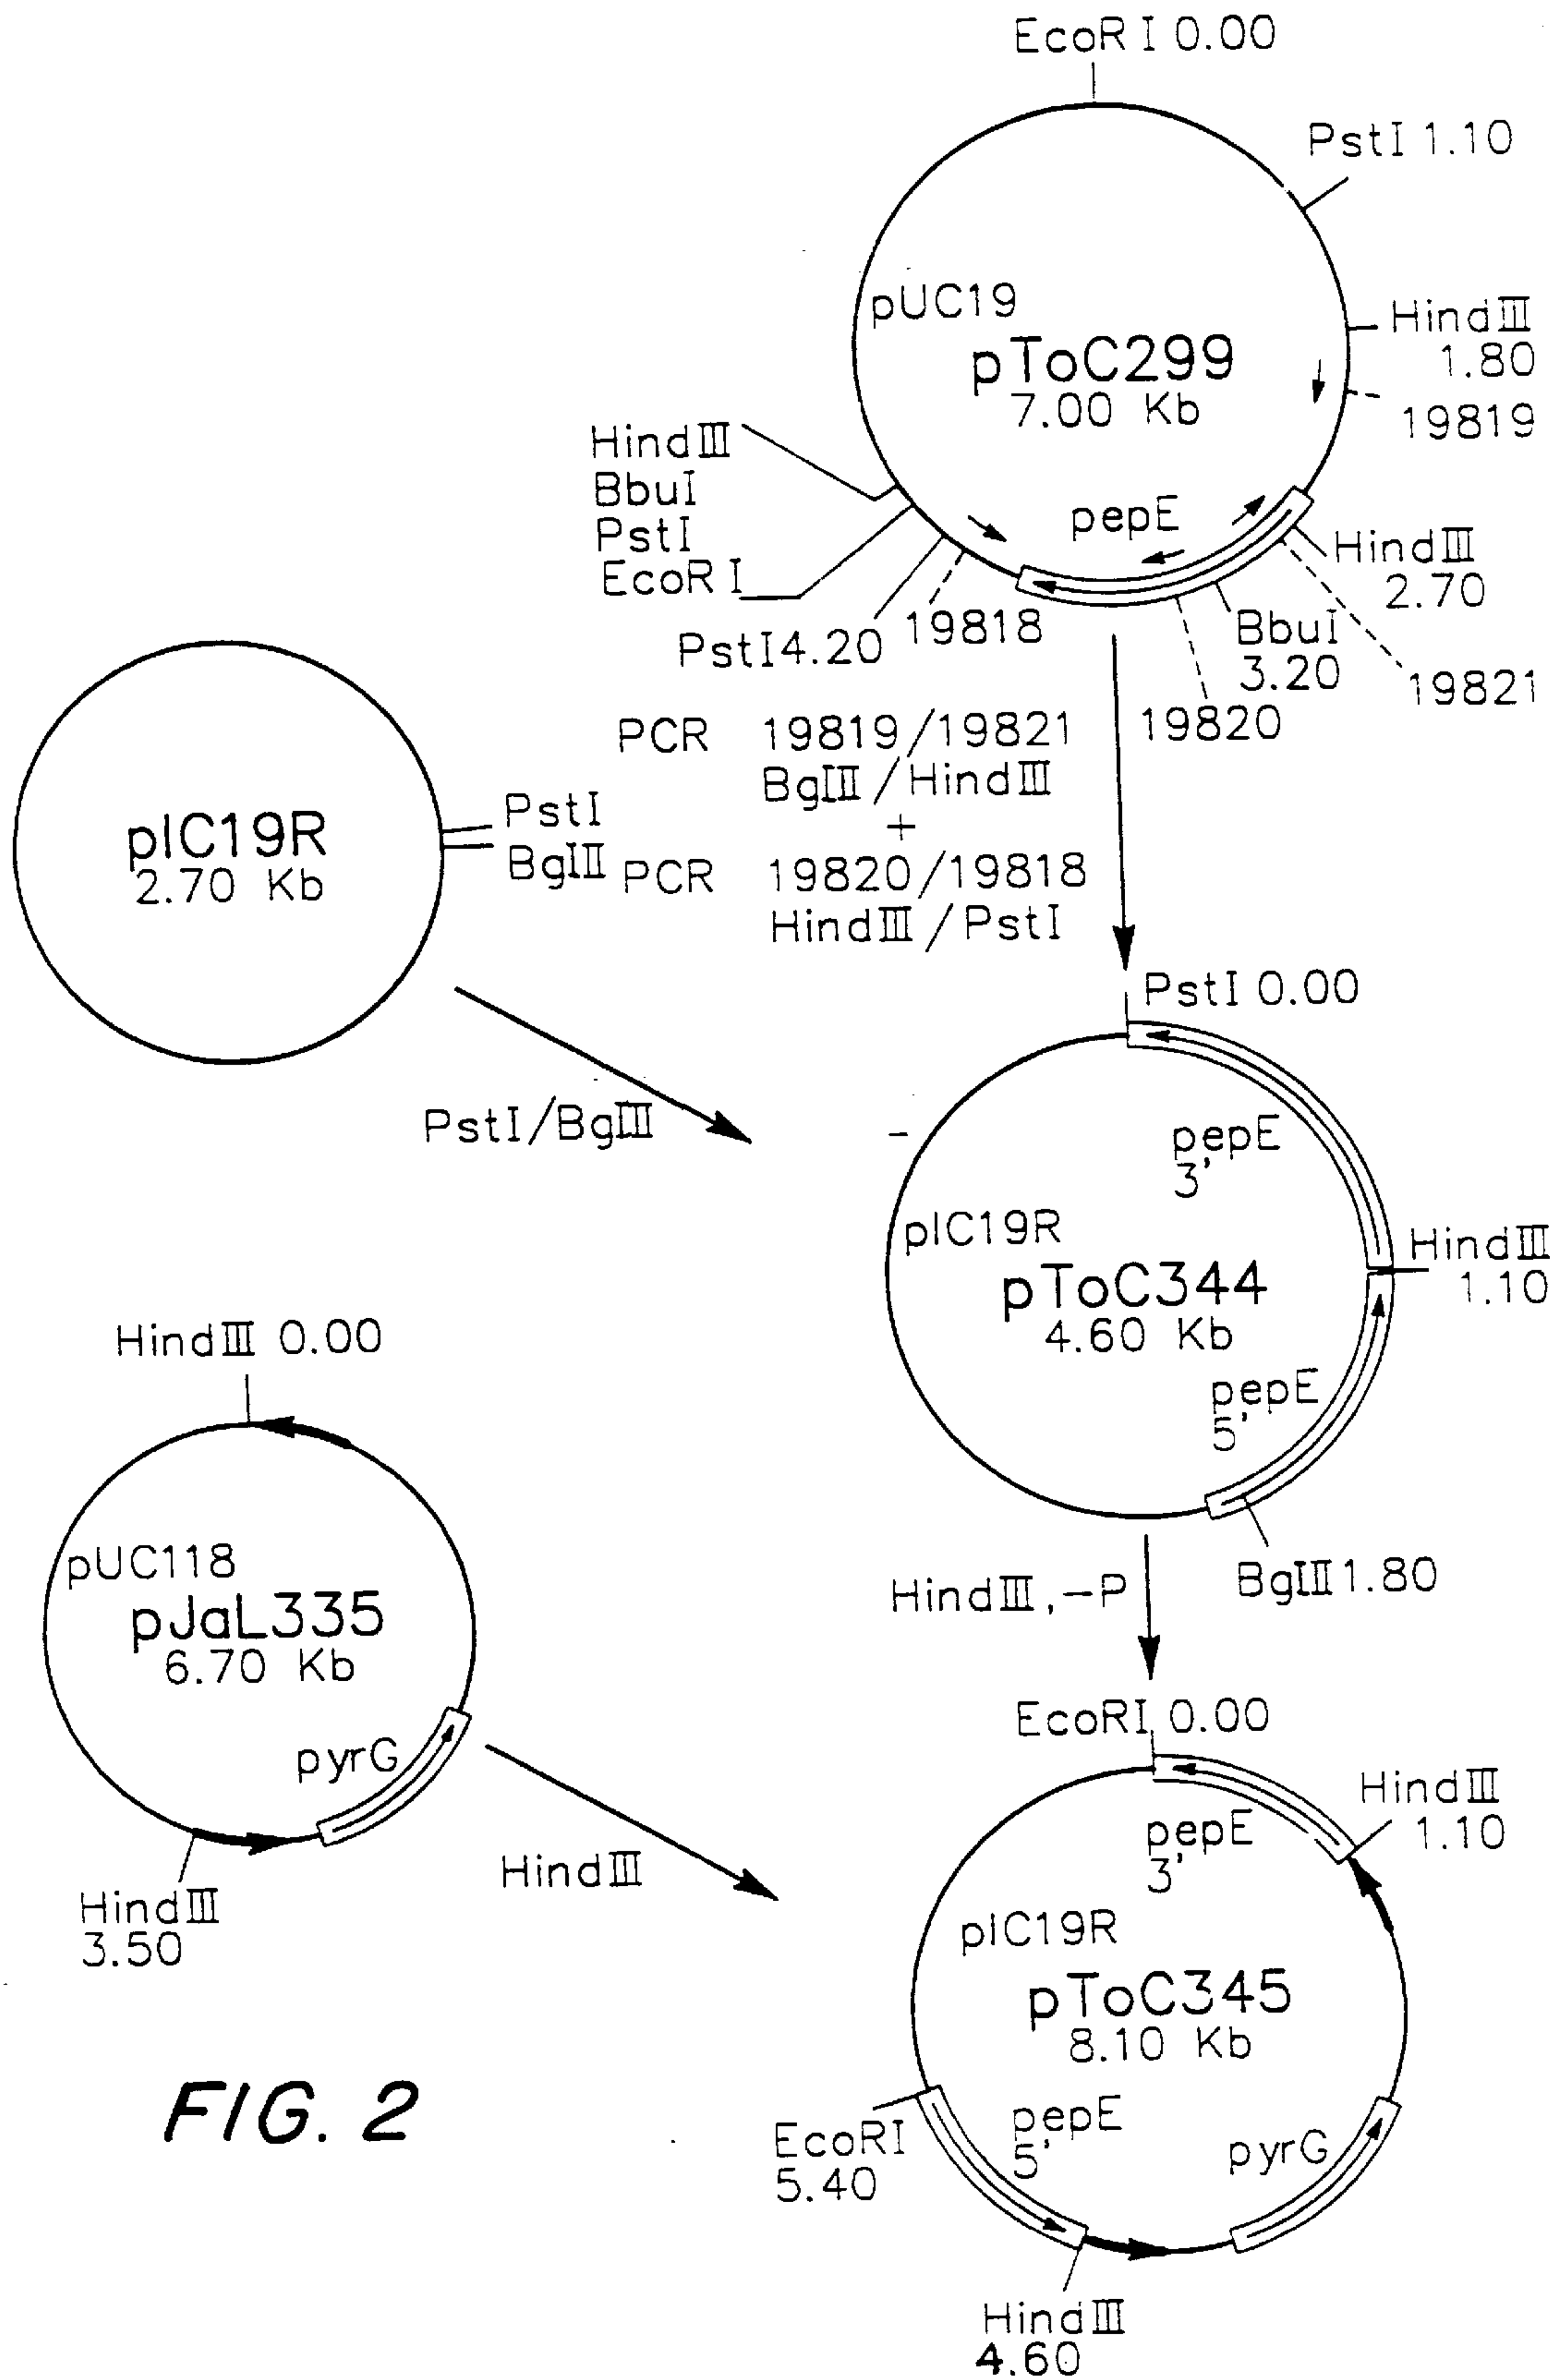 EcoR I 0.00
PstI 1.10
pUC19
pToC299
7.00 Kb
HindⅢ
1.80
19819
HindⅢ
BbuI
PstI
EcoR I
pepE
HindⅢ
2.70
PstI4.20
19818
BbuI
3.20
19821
19820
pIC19R
2.70 Kb
PstI
BglⅡ
PCR 19819/19821
BglⅡ/HindⅢ
+
PCR 19820/19818
HindⅢ/PstI
PstI/BglⅡ
PstI 0.00
pepE
3'
pIC19R
pToC344
4.60 Kb
HindⅢ
1.10
pepE
5'
BglⅡ 1.80
HindⅢ 0.00
pUC118
pJaL335
6.70 Kb
pyrG
HindⅢ
3.50
HindⅢ,-P
HindⅢ
EcoRI 0.00
HindⅢ
1.10
pepE
3'
pIC19R
pToC345
8.10 Kb
EcoRI
5.40
pepE
5'
pyrG
HindⅢ
4.60
FIG. 2